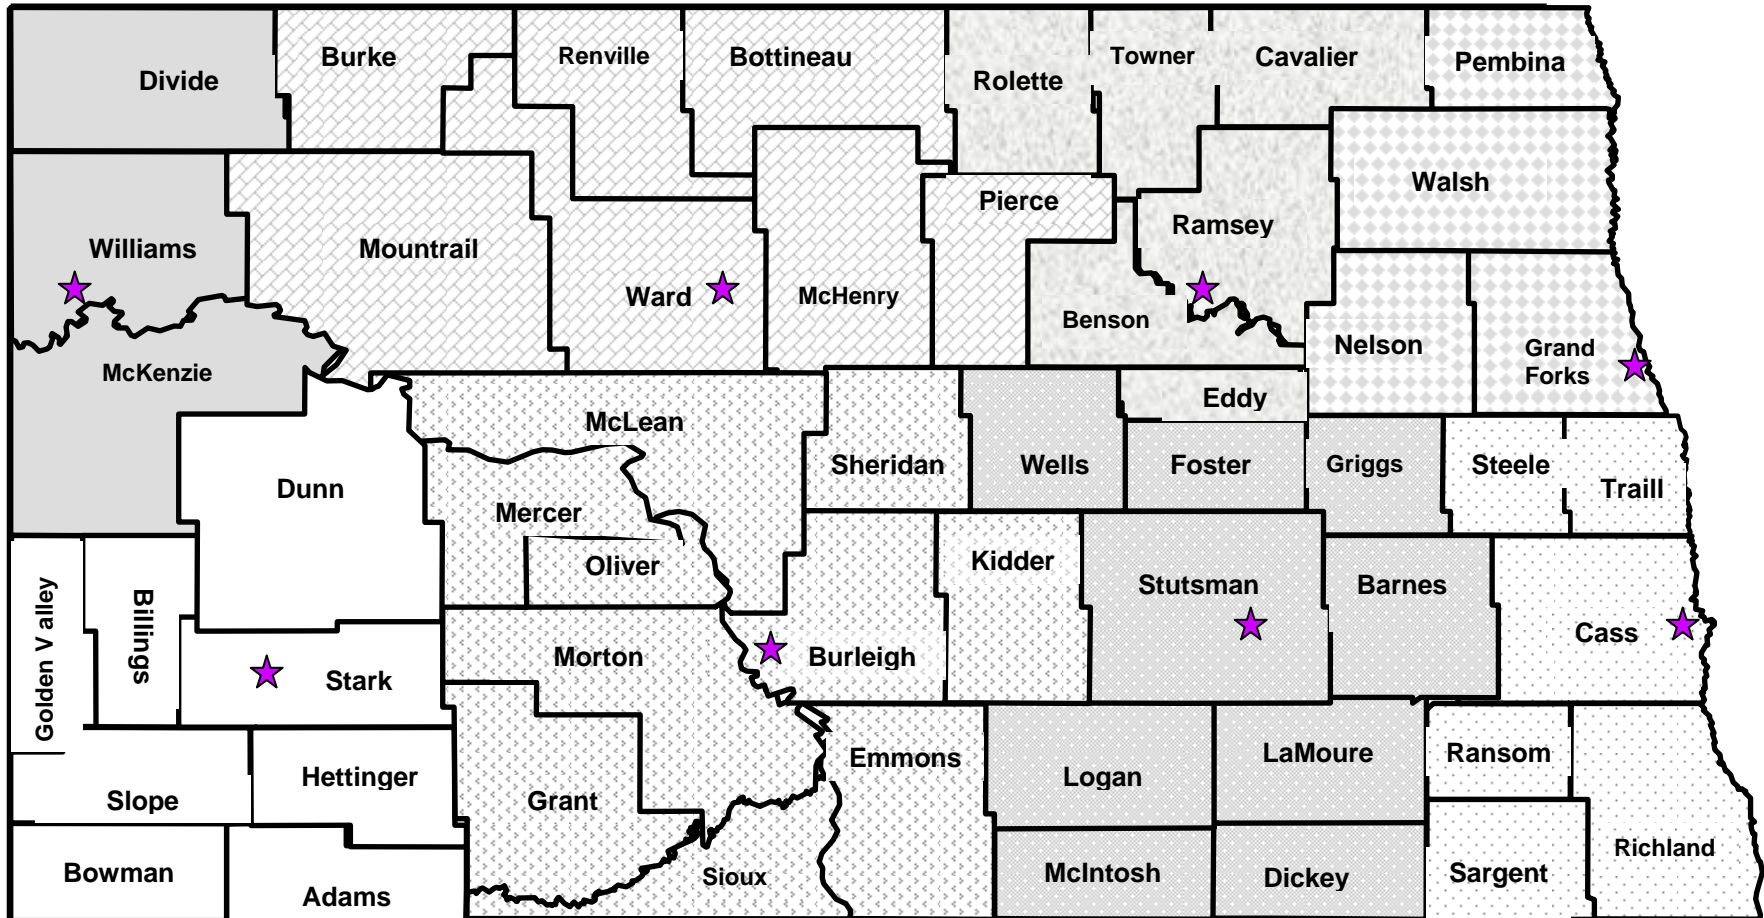 Divide
Burke
Renville
Bottineau
Rolette
Towner
Cavalier
Pembina
Williams
Mountrail
Ward
McHenry
Pierce
Ramsey
Walsh
Benson
Nelson
Grand
Forks
McKenzie
Dunn
McLean
Mercer
Oliver
Sheridan
Wells
Eddy
Foster
Griggs
Steele
Traill
Golden V alley
Billings
Stark
Morton
Burleigh
Kidder
Stutsman
Barnes
Cass
Slope
Hettinger
Grant
Emmons
Logan
LaMoure
Ransom
Richland
Bowman
Adams
Sioux
McIntosh
Dickey
Sargent